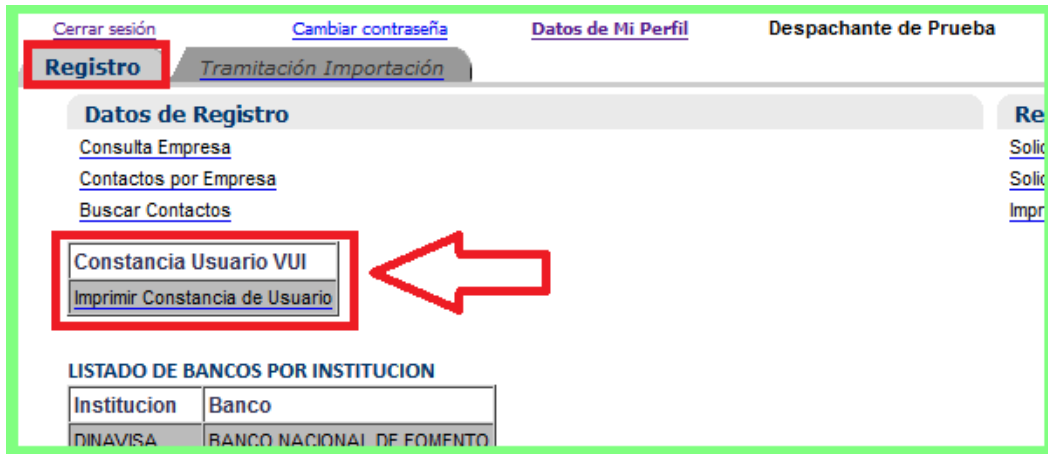 Cerrar sesión Cambiar contraseña Datos de Mi Perfil Despachante de Prueba
Registro Tramitación Importación
Datos de Registro
Consulta Empresa
Contactos por Empresa
Buscar Contactos
Constancia Usuario VUI
Imprimir Constancia de Usuario
LISTADO DE BANCOS POR INSTITUCION
Institucion Banco
DINAVISA BANCO NACIONAL DE FOMENTO